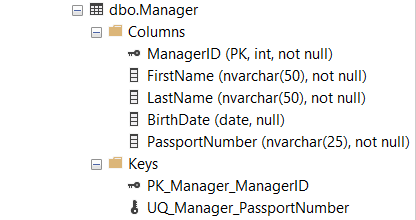 dbo.Manager
Columns
ManagerID (PK, int, not null)
FirstName (nvarchar(50), not null)
LastName (nvarchar(50), not null)
BirthDate (date, null)
PassportNumber (nvarchar(25), not null)
Keys
PK_Manager_ManagerID
UQ_Manager_PassportNumber